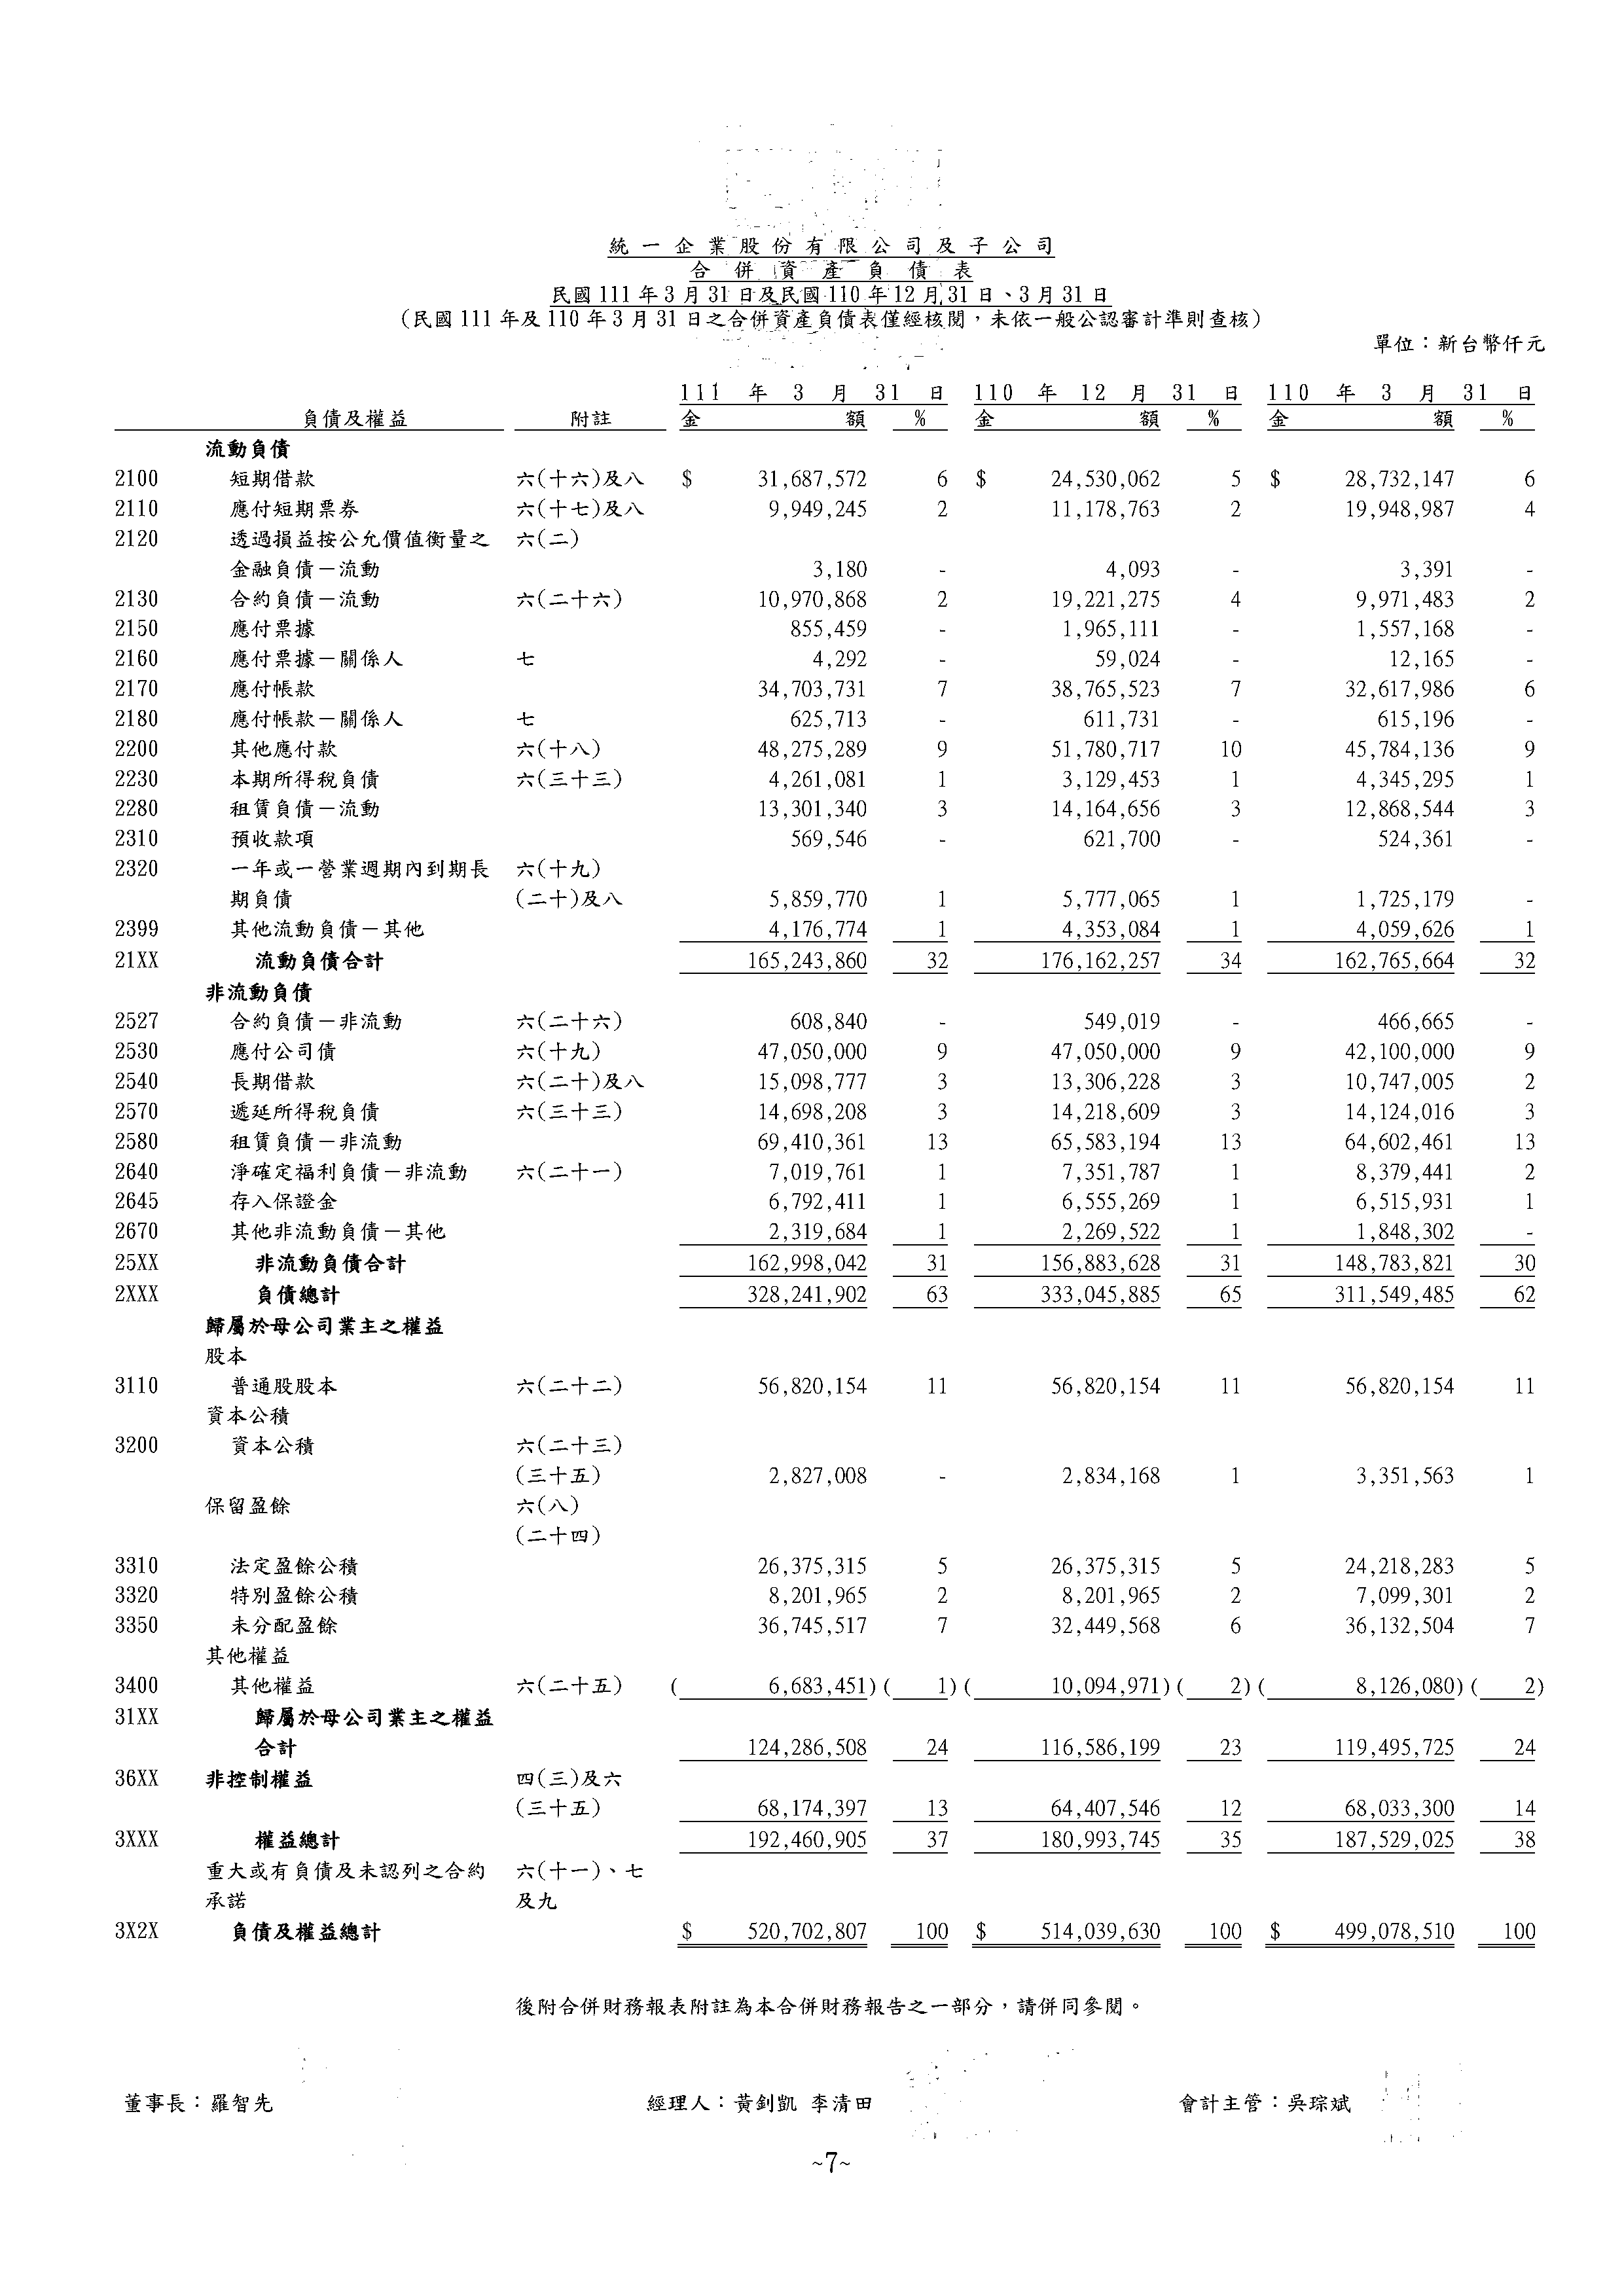 統一企業股份有限公司及子公司
合併資產負債表
民國111年3月31日及民國110年12月31日、3月31日
(民國111年及110年3月31日之合併資產負債表僅經核閱,未依一般公認審計準則查核)
單位:新台幣仟元
111 年 3 月 31 日 110 年 12 月 31 日 110 年 3 月 31 日
負債及權益 附註 金額 % 金額 % 金額 %
流動負債
2100 短期借款 六(十六)及八 $ 31,687,572 6 $ 24,530,062 5 $ 28,732,147 6
2110 應付短期票券 六(十七)及八 9,949,245 2 11,178,763 2 19,948,987 4
2120 透過損益按公允價值衡量之 六(二)
金融負債-流動 3,180 - 4,093 - 3,391 -
2130 合約負債-流動 六(二十六) 10,970,868 2 19,221,275 4 9,971,483 2
2150 應付票據 855,459 - 1,965,111 - 1,557,168 -
2160 應付票據-關係人 七 4,292 - 59,024 - 12,165 -
2170 應付帳款 34,703,731 7 38,765,523 7 32,617,986 6
2180 應付帳款-關係人 七 625,713 - 611,731 - 615,196 -
2200 其他應付款 六(十八) 48,275,289 9 51,780,717 10 45,784,136 9
2230 本期所得稅負債 六(三十三) 4,261,081 1 3,129,453 1 4,345,295 1
2280 租賃負債-流動 13,301,340 3 14,164,656 3 12,868,544 3
2310 預收款項 569,546 - 621,700 - 524,361 -
2320 一年或一營業週期內到期長 六(十九)
期負債 (二十)及八 5,859,770 1 5,777,065 1 1,725,179 -
2399 其他流動負債-其他 4,176,774 1 4,353,084 1 4,059,626 1
21XX 流動負債合計 165,243,860 32 176,162,257 34 162,765,664 32
非流動負債
2527 合約負債-非流動 六(二十六) 608,840 - 549,019 - 466,665 -
2530 應付公司債 六(十九) 47,050,000 9 47,050,000 9 42,100,000 9
2540 長期借款 六(二十)及八 15,098,777 3 13,306,228 3 10,747,005 2
2570 遞延所得稅負債 六(三十三) 14,698,208 3 14,218,609 3 14,124,016 3
2580 租賃負債-非流動 69,410,361 13 65,583,194 13 64,602,461 13
2640 淨確定福利負債-非流動 六(二十一) 7,019,761 1 7,351,787 1 8,379,441 2
2645 存入保證金 6,792,411 1 6,555,269 1 6,515,931 1
2670 其他非流動負債-其他 2,319,684 1 2,269,522 1 1,848,302 -
25XX 非流動負債合計 162,998,042 31 156,883,628 31 148,783,821 30
2XXX 負債總計 328,241,902 63 333,045,885 65 311,549,485 62
歸屬於母公司業主之權益
股本
3110 普通股股本 六(二十二) 56,820,154 11 56,820,154 11 56,820,154 11
資本公積
3200 資本公積 六(二十三)
(三十五) 2,827,008 - 2,834,168 1 3,351,563 1
保留盈餘 六(八)
(二十四)
3310 法定盈餘公積 26,375,315 5 26,375,315 5 24,218,283 5
3320 特別盈餘公積 8,201,965 2 8,201,965 2 7,099,301 2
3350 未分配盈餘 36,745,517 7 32,449,568 6 36,132,504 7
其他權益
3400 其他權益 六(二十五) ( 6,683,451)( 1)( 10,094,971)( 2)( 8,126,080)( 2)
31XX 歸屬於母公司業主之權益
合計 124,286,508 24 116,586,199 23 119,495,725 24
36XX 非控制權益 四(三)及六
(三十五) 68,174,397 13 64,407,546 12 68,033,300 14
3XXX 權益總計 192,460,905 37 180,993,745 35 187,529,025 38
重大或有負債及未認列之合約 六(十一)、七
承諾 及九
3X2X 負債及權益總計 $ 520,702,807 100 $ 514,039,630 100 $ 499,078,510 100
後附合併財務報表附註為本合併財務報告之一部分,請併同參閱。
董事長:羅智先 經理人:黃釗凱 李清田 會計主管:吳琮斌
~7~